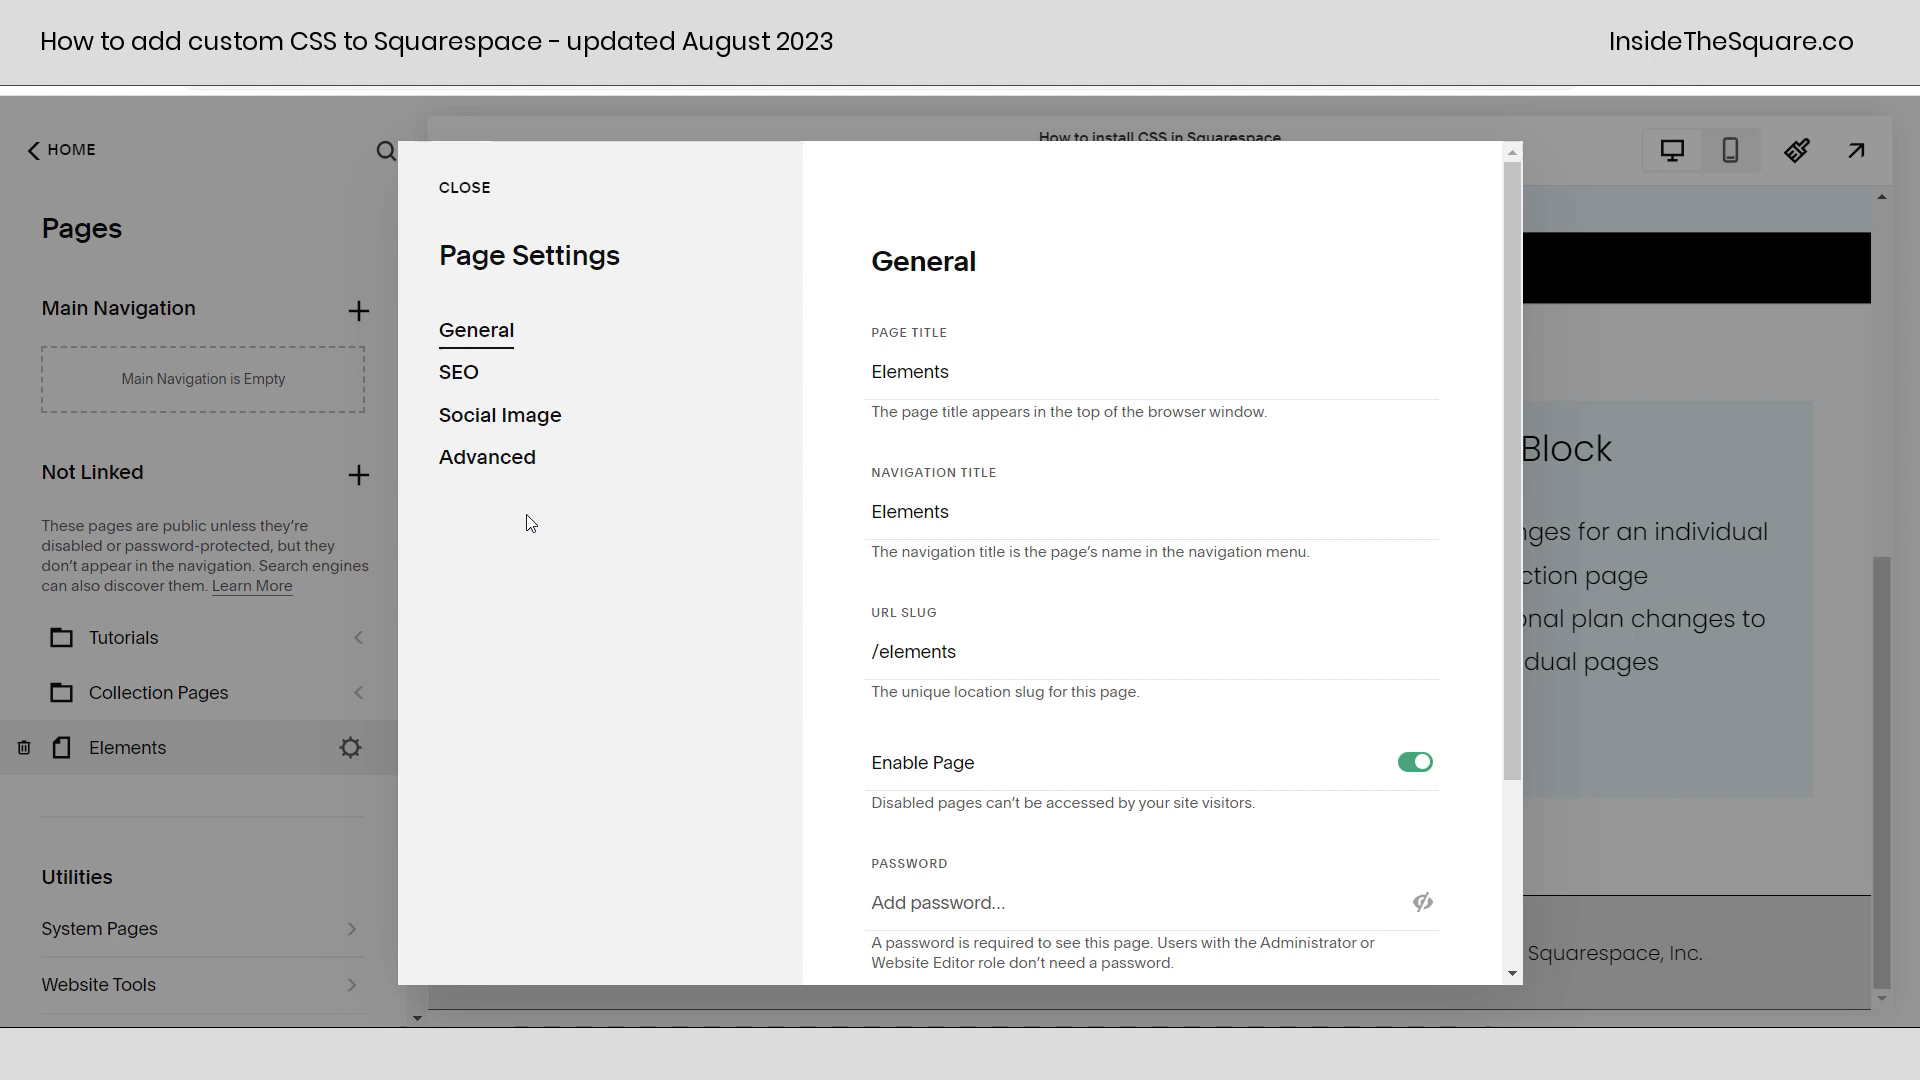 How to add custom CSS to Squarespace - updated August 2023
InsideTheSquare.co
HOME
How to install CSS in Squarespace
Pages
Main Navigation
Main Navigation is Empty
Not Linked
These pages are public unless they’re
disabled or password-protected, but they
don’t appear in the navigation. Search engines
can also discover them. Learn More
Tutorials
Collection Pages
Elements
Utilities
System Pages
Website Tools
CLOSE
Page Settings
General
SEO
Social Image
Advanced
General
PAGE TITLE
Elements
The page title appears in the top of the browser window.
NAVIGATION TITLE
Elements
The navigation title is the page’s name in the navigation menu.
URL SLUG
/elements
The unique location slug for this page.
Enable Page
Disabled pages can’t be accessed by your site visitors.
PASSWORD
Add password...
A password is required to see this page. Users with the Administrator or
Website Editor role don’t need a password.
Block
for an individual
page
plan changes to
pages
Squarespace, Inc.